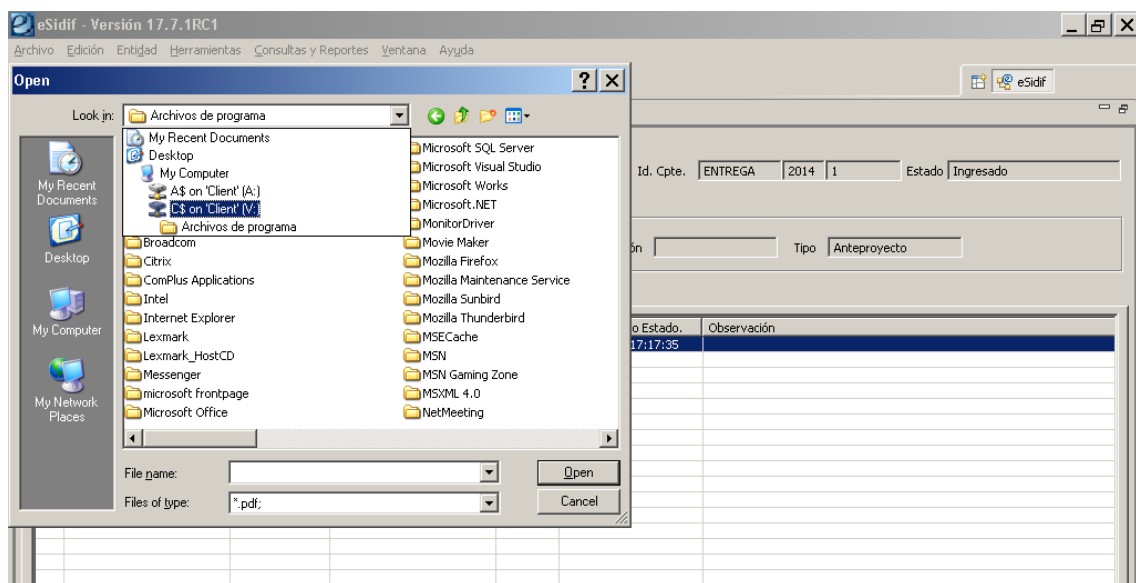 eSidif - Versión 17.7.1RC1
Archivo Edición Entidad Herramientas Consultas y Reportes Ventana Ayuda
Open
eSidif
Look in: Archivos de programa
My Recent Documents
Desktop
My Computer
A$ on 'Client' (A:)
C$ on 'Client' (V:)
Archivos de programa
My Recent
Documents
Desktop
My Computer
My Network
Places
Broadcom
Citrix
ComPlus Applications
Intel
Internet Explorer
Lexmark
Lexmark_HostCD
Messenger
microsoft frontpage
Microsoft Office
Microsoft SQL Server
Microsoft Visual Studio
Microsoft Works
Microsoft.NET
MonitorDriver
Movie Maker
Mozilla Firefox
Mozilla Maintenance Service
Mozilla Sunbird
Mozilla Thunderbird
MSECache
MSN
MSN Gaming Zone
MSXML 4.0
NetMeeting
File name:
Open
Files of type: *.pdf;
Cancel
Id. Cpte. ENTREGA 2014 1 Estado Ingresado
ón Tipo Anteproyecto
o Estado. Observación
17:17:35